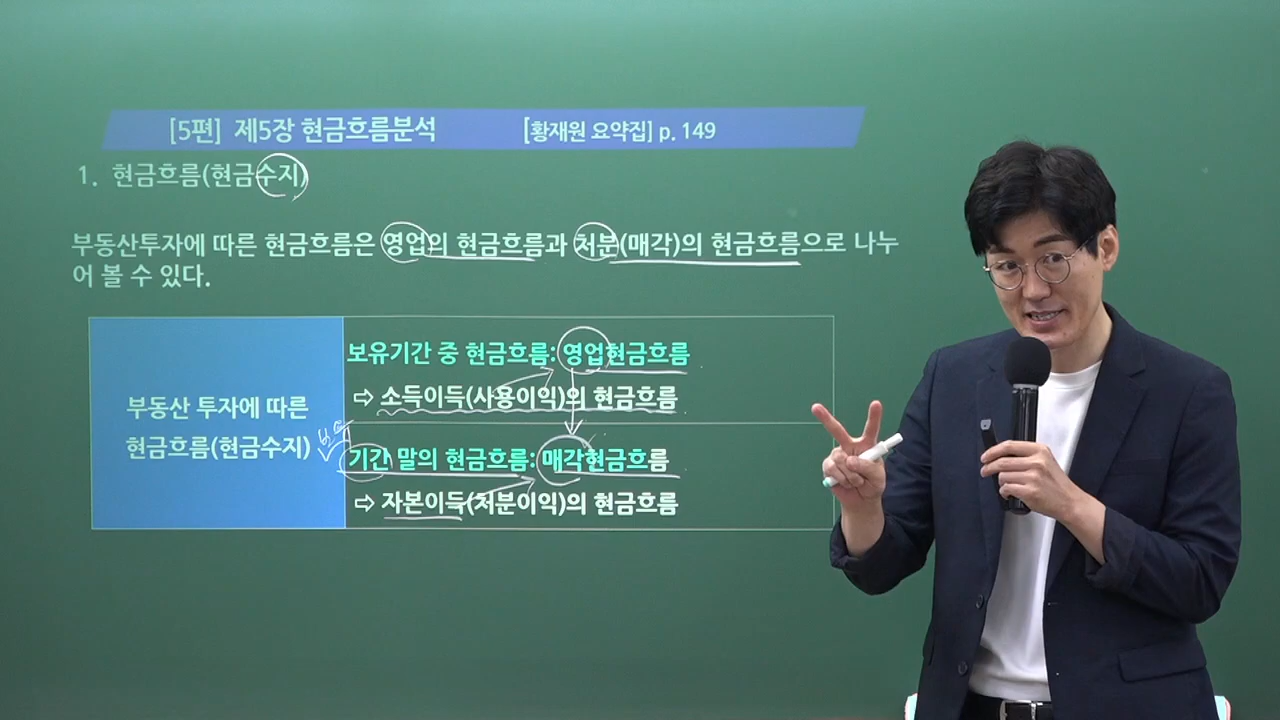 [5편] 제5장 현금흐름분석 [황재원 요약집] p. 149
1. 현금흐름(현금수지)
부동산투자에 따른 현금흐름은 영업의 현금흐름과 처분(매각)의 현금흐름으로 나누
어 볼 수 있다.
부동산 투자에 따른
현금흐름(현금수지)
보유기간 중 현금흐름: 영업현금흐름
⇨ 소득이득(사용이익)의 현금흐름
보유
기간 말의 현금흐름: 매각현금흐름
⇨ 자본이득(처분이익)의 현금흐름